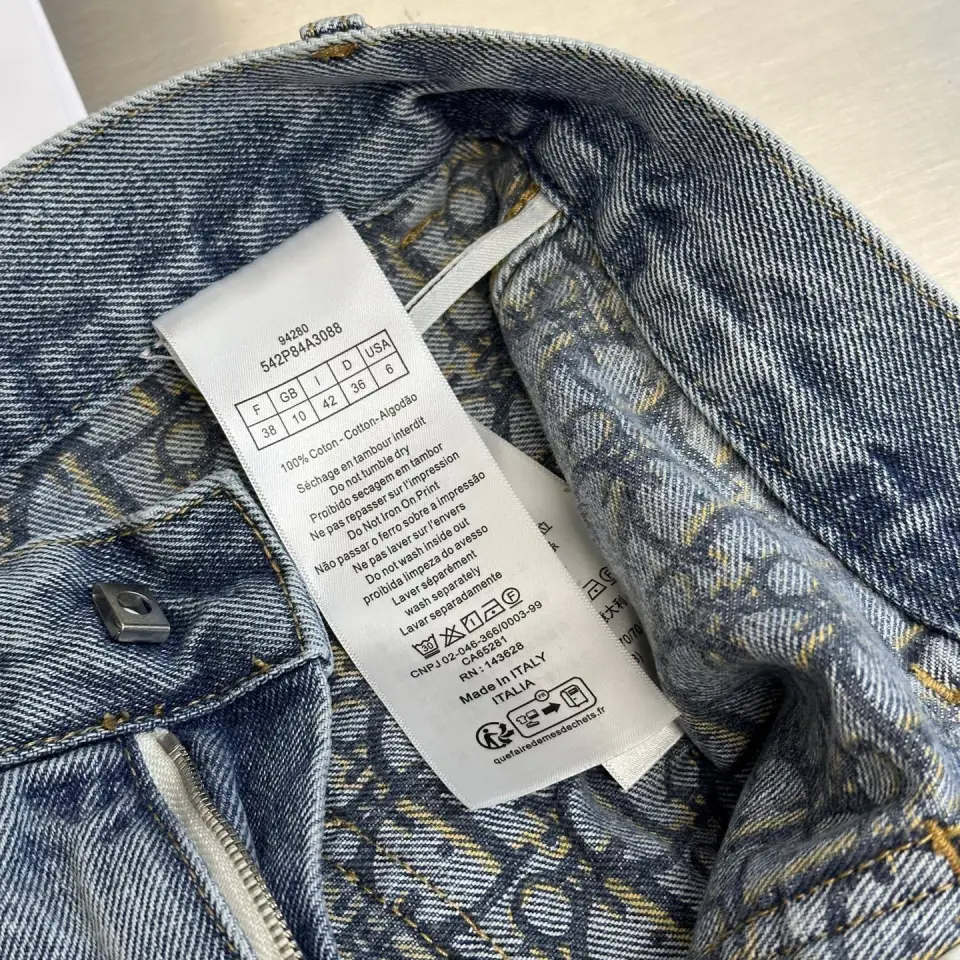 94280
542P84A3088
F GB I D USA
38 10 42 36 6
100% Coton-Cotton-Algodão
Séchage en tambour interdit
Do not tumble dry
Proibido secagem em tambor
Ne pas repasser sur l'impression
Do Not Iron On Print
Não passar o ferro sobre a impressão
Ne pas laver sur l'envers
Do not wash inside out
proibida limpeza do avesso
Laver séparément
wash separately
Lavar separadamente
30 1 F
CNPJ 02-046-366/0003-99
CA65281
RN : 143628
Made in ITALY
ITALIA
FR
quefairedemesdechets.fr